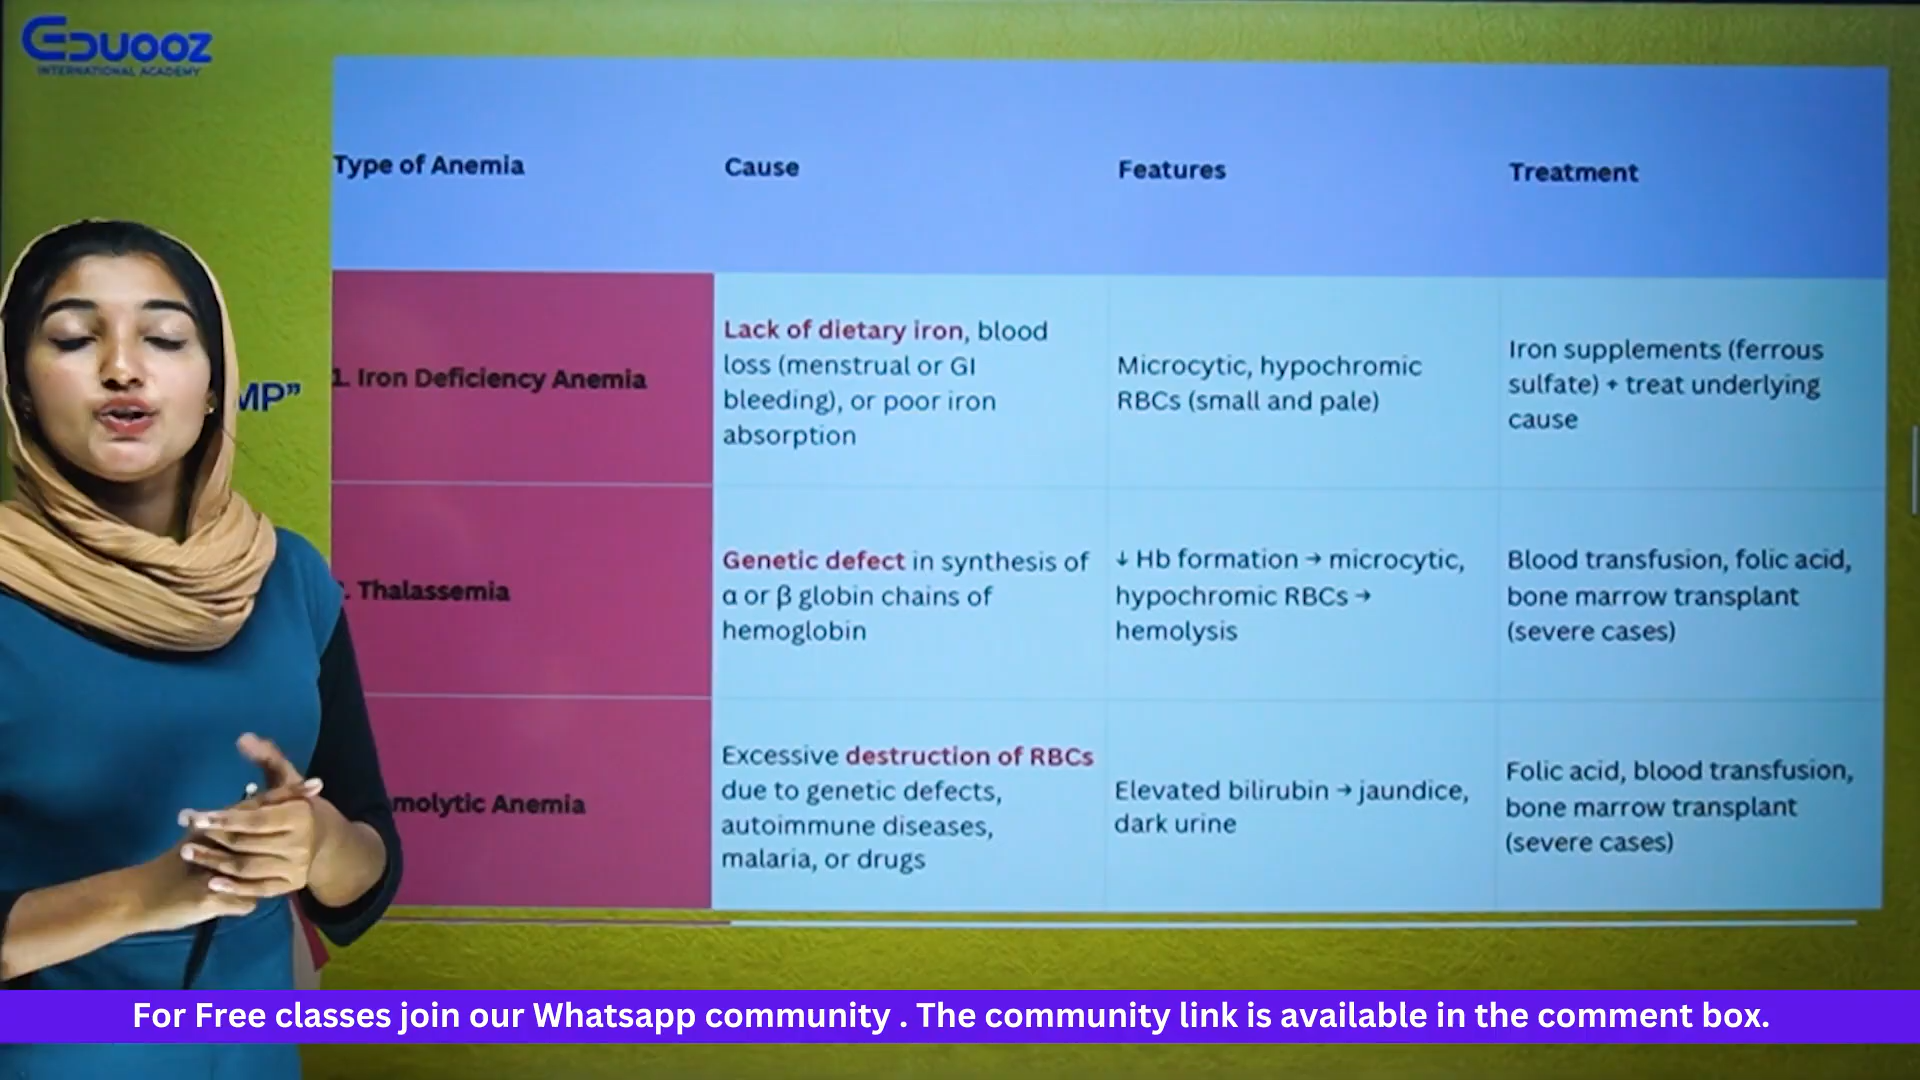 EDUOOZ
INTERNATIONAL ACADEMY
Type of Anemia
Cause
Features
Treatment
1. Iron Deficiency Anemia
Lack of dietary iron, blood
loss (menstrual or GI
bleeding), or poor iron
absorption
Microcytic, hypochromic
RBCs (small and pale)
Iron supplements (ferrous
sulfate) + treat underlying
cause
MP”
. Thalassemia
Genetic defect in synthesis of
α or β globin chains of
hemoglobin
↓ Hb formation → microcytic,
hypochromic RBCs →
hemolysis
Blood transfusion, folic acid,
bone marrow transplant
(severe cases)
molytic Anemia
Excessive destruction of RBCs
due to genetic defects,
autoimmune diseases,
malaria, or drugs
Elevated bilirubin → jaundice,
dark urine
Folic acid, blood transfusion,
bone marrow transplant
(severe cases)
For Free classes join our Whatsapp community . The community link is available in the comment box.